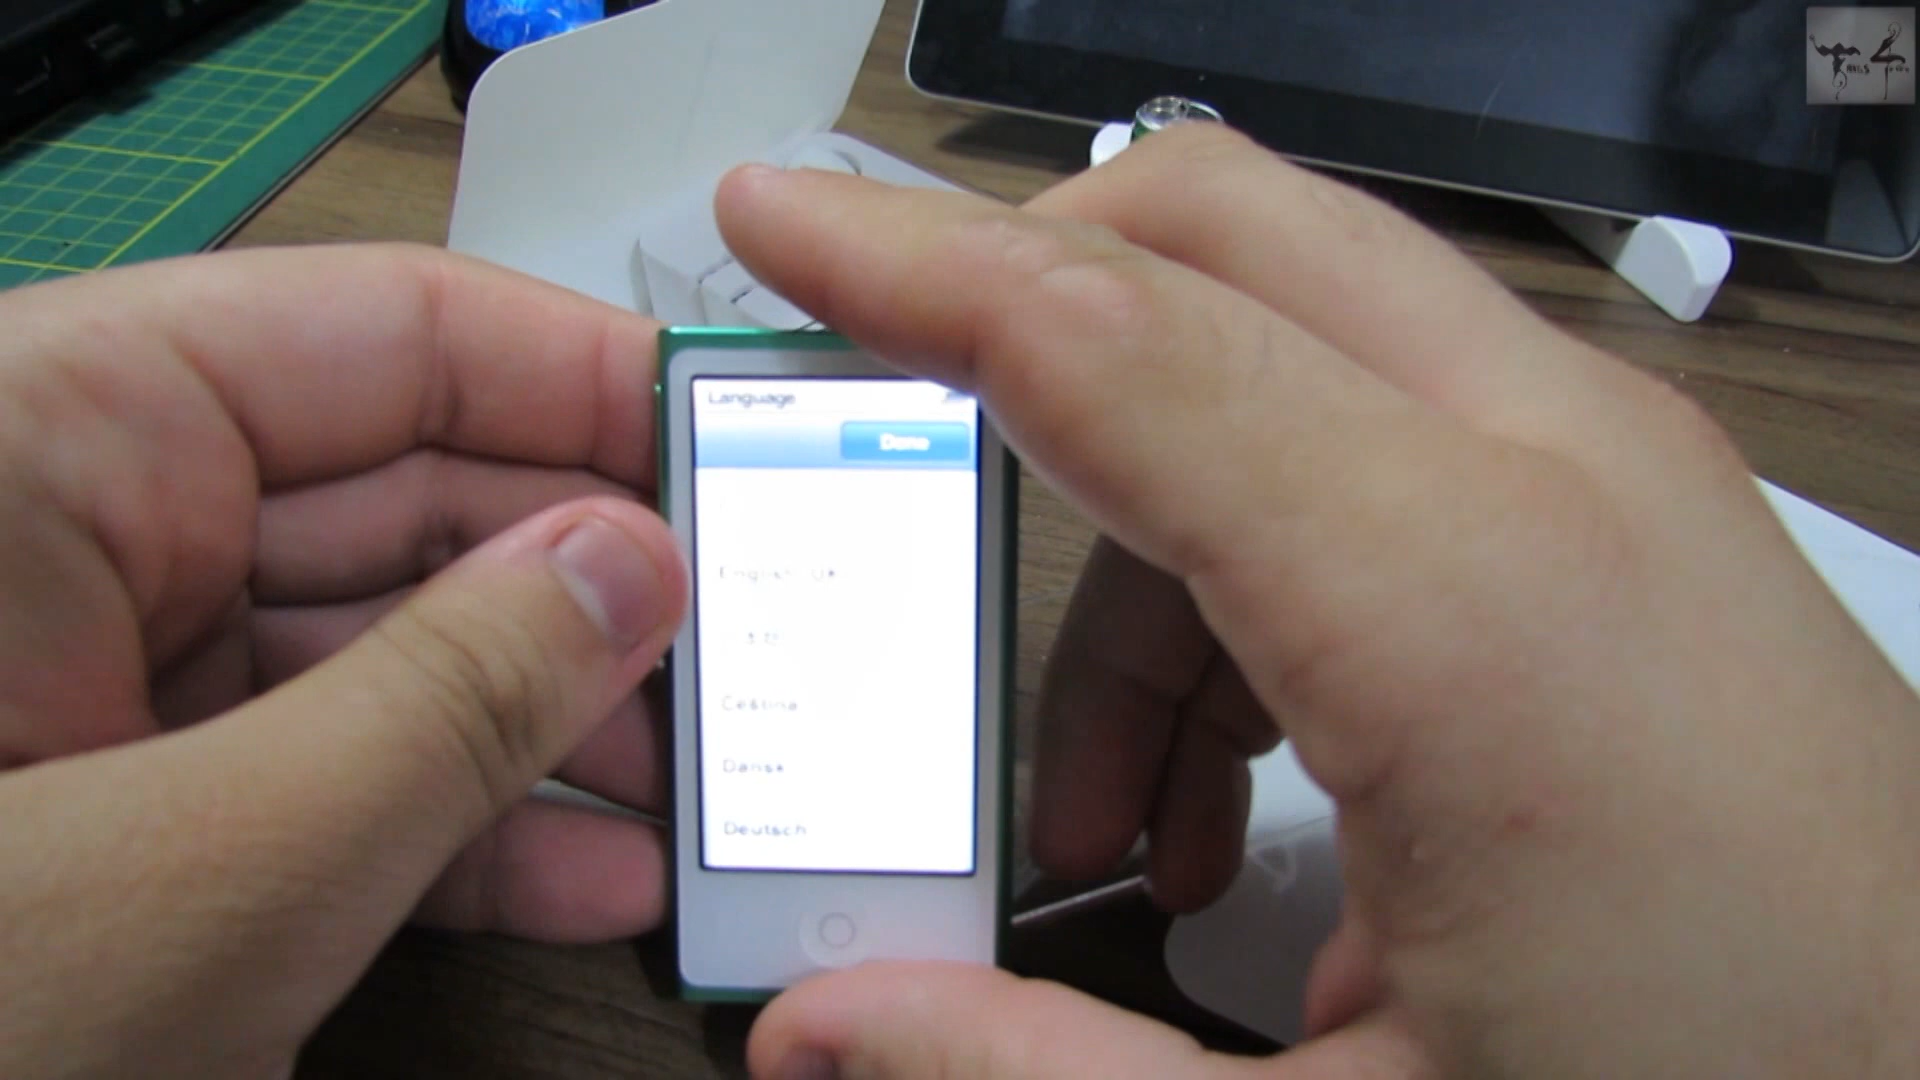 Language
Done
English UK
Čeština
Dansk
Deutsch